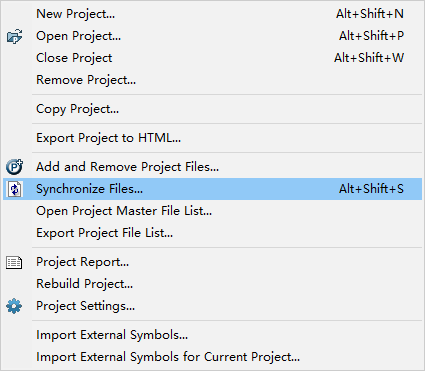 New Project... Alt+Shift+N
Open Project... Alt+Shift+P
Close Project Alt+Shift+W
Remove Project...
Copy Project...
Export Project to HTML...
Add and Remove Project Files...
Synchronize Files... Alt+Shift+S
Open Project Master File List...
Export Project File List...
Project Report...
Rebuild Project...
Project Settings...
Import External Symbols...
Import External Symbols for Current Project...